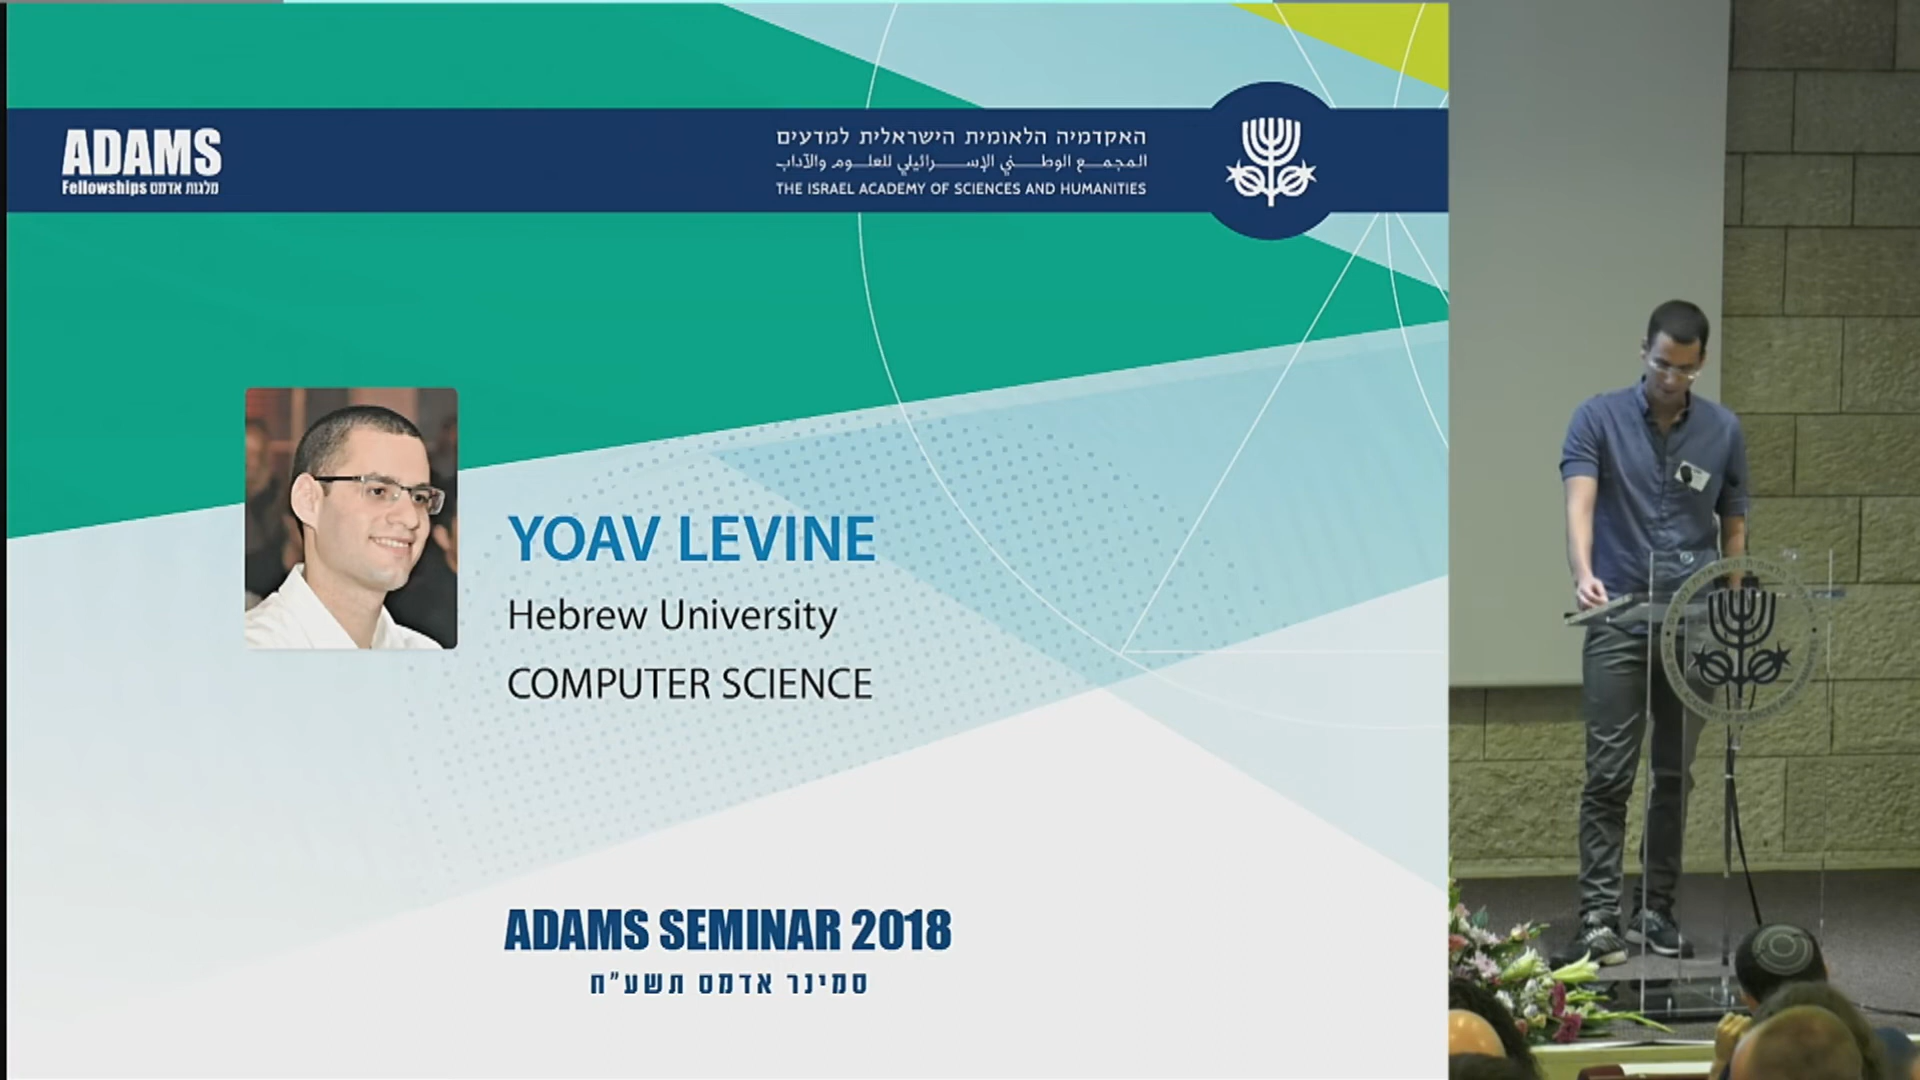 ADAMS
Fellowships מלגות אדמס
האקדמיה הלאומית הישראלית למדעים
المجمع الوطني الإسرائيلي للعلوم والآداب
THE ISRAEL ACADEMY OF SCIENCES AND HUMANITIES
YOAV LEVINE
Hebrew University
COMPUTER SCIENCE
ADAMS SEMINAR 2018
סמינר אדמס תשע"ח